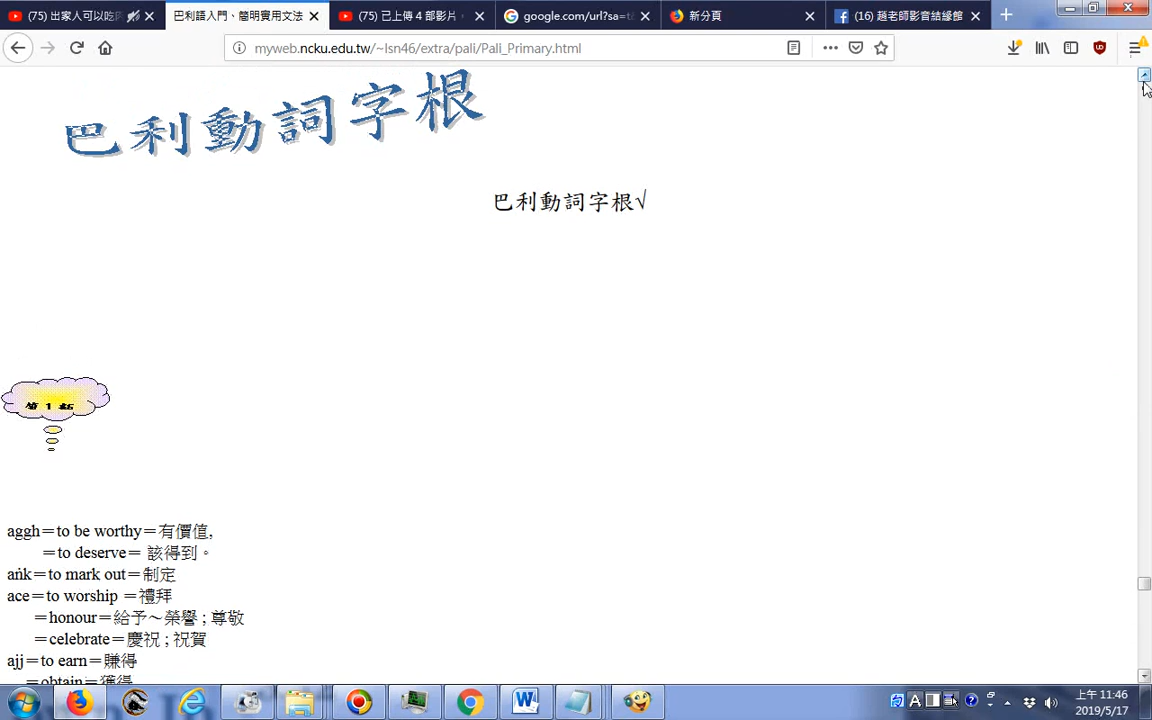 (75) 出家人可以吃肉
巴利語入門、簡明實用文法
(75) 已上傳 4 部影片
google.com/url?sa=t&
新分頁
(16) 趙老師影音結緣館
myweb.ncku.edu.tw/~lsn46/extra/pali/Pali_Primary.html
巴利動詞字根
巴利動詞字根√
aggh＝to be worthy＝有價值,
＝to deserve＝ 該得到。
aṅk＝to mark out＝制定
ace＝to worship ＝禮拜
＝honour＝給予～榮譽 ; 尊敬
＝celebrate＝慶祝 ; 祝賀
ajj＝to earn＝賺得
＝obtain＝獲得
上午 11:46
2019/5/17